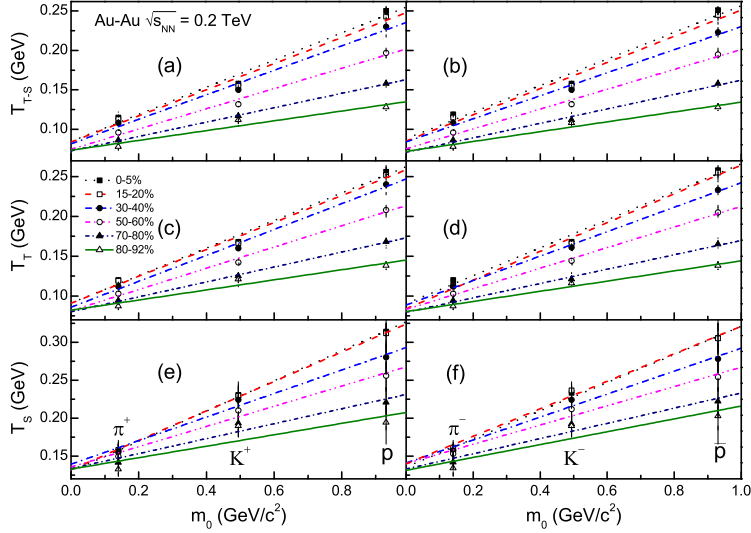 Au-Au √s_NN = 0.2 TeV
(a)
(b)
0.25
0.20
0.15
0.10
T_T-S (GeV)
0-5%
15-20%
30-40%
50-60%
70-80%
80-92%
(c)
(d)
0.25
0.20
0.15
0.10
T_T (GeV)
(e)
(f)
0.30
0.25
0.20
0.15
T_S (GeV)
π⁺
K⁺
p
π⁻
K⁻
p̅
0.0 0.2 0.4 0.6 0.8 0.0 0.2 0.4 0.6 0.8 1.0
m₀ (GeV/c²)
m₀ (GeV/c²)